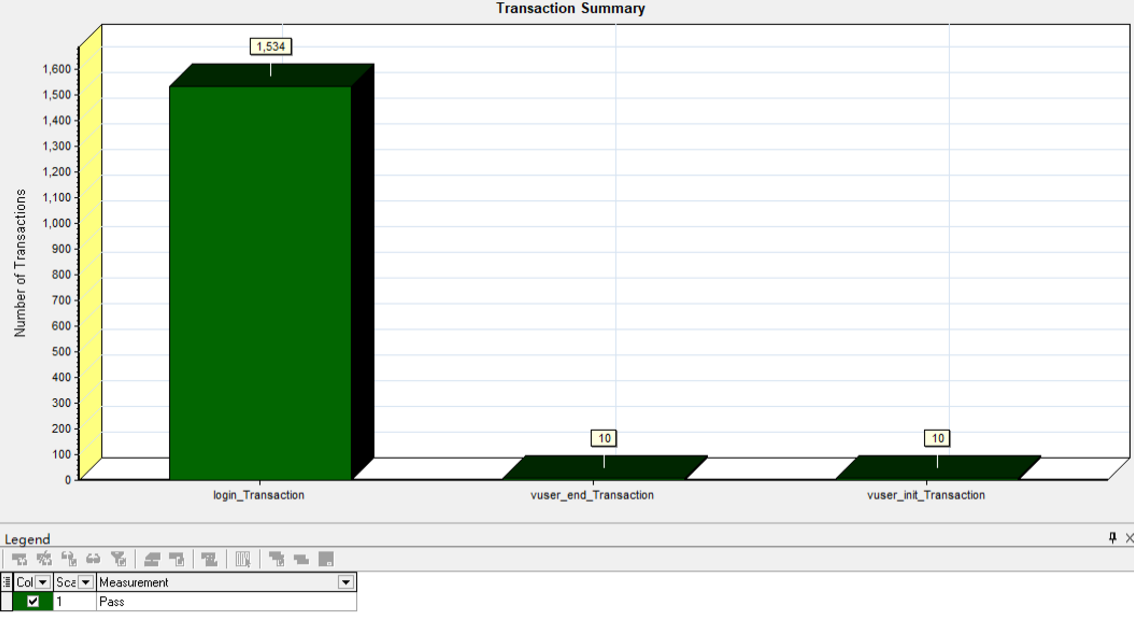 Transaction Summary
1,534
1,600
1,500
1,400
1,300
1,200
1,100
1,000
900
800
700
600
500
400
300
200
100
0
Number of Transactions
10
10
login_Transaction
vuser_end_Transaction
vuser_init_Transaction
Legend
Col Sca Measurement
1 Pass